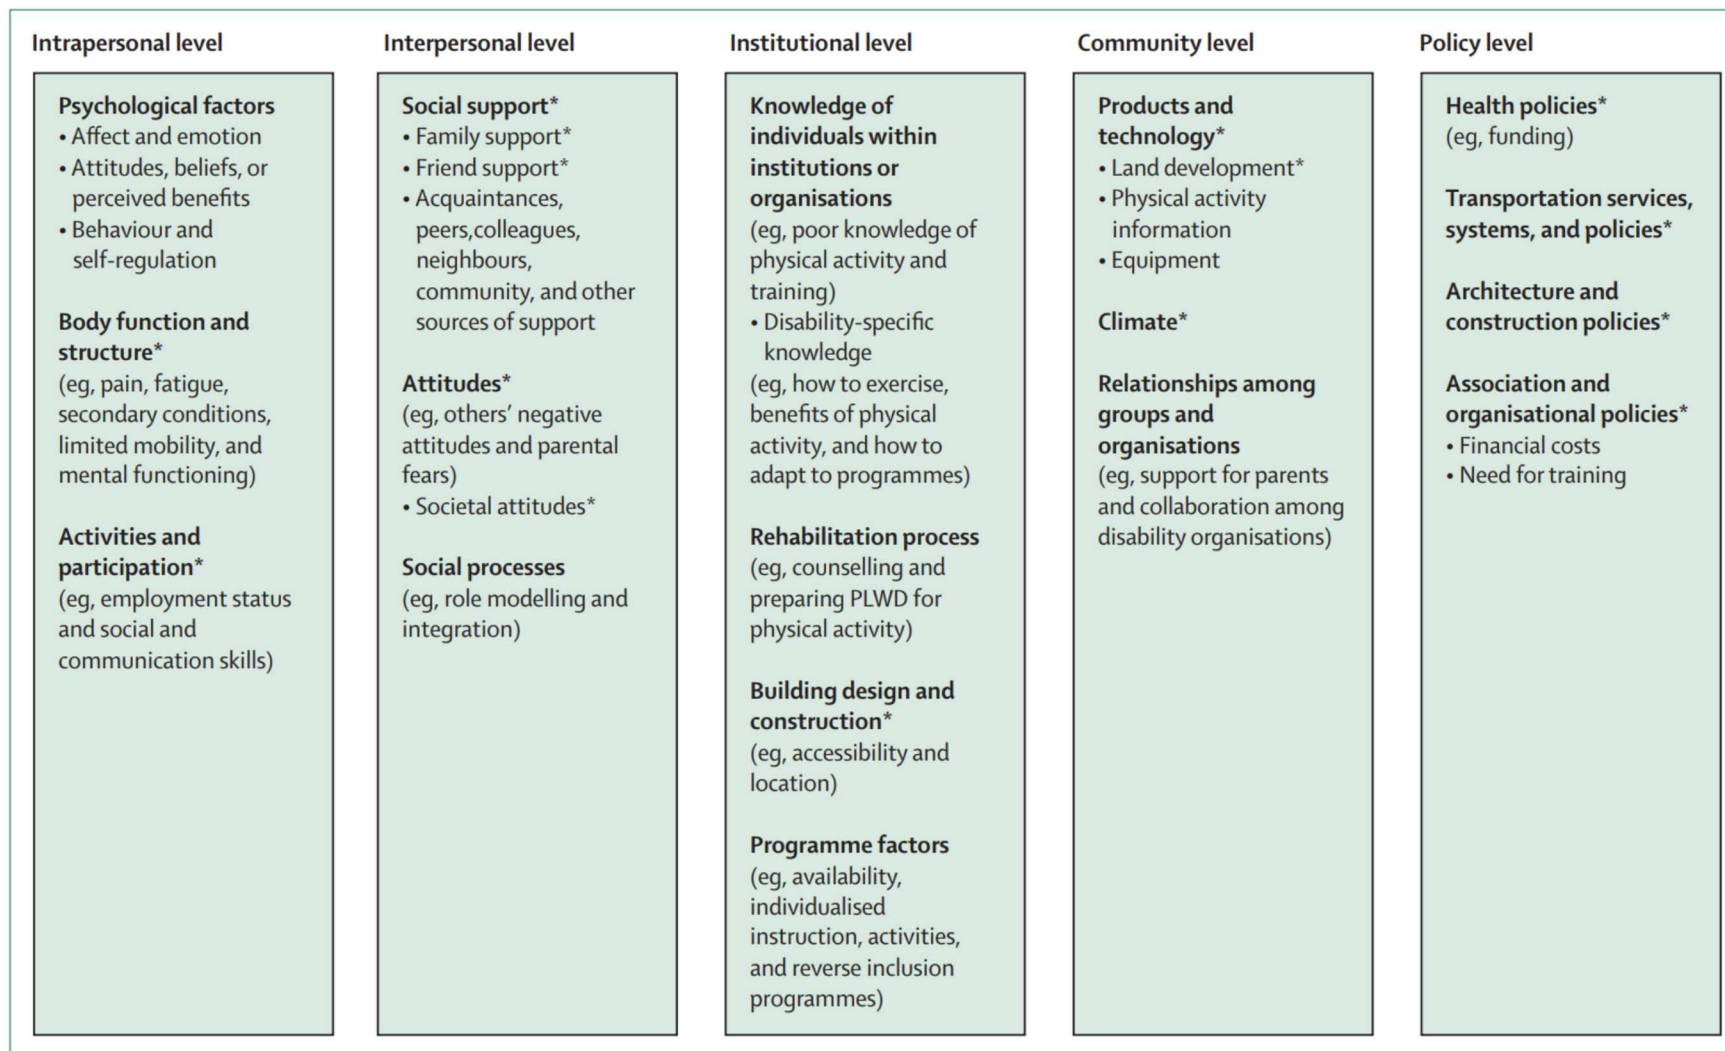 Intrapersonal level
Psychological factors
• Affect and emotion
• Attitudes, beliefs, or
perceived benefits
• Behaviour and
self-regulation
Body function and
structure*
(eg, pain, fatigue,
secondary conditions,
limited mobility, and
mental functioning)
Activities and
participation*
(eg, employment status
and social and
communication skills)
Interpersonal level
Social support*
• Family support*
• Friend support*
• Acquaintances,
peers,colleagues,
neighbours,
community, and other
sources of support
Attitudes*
(eg, others’ negative
attitudes and parental
fears)
• Societal attitudes*
Social processes
(eg, role modelling and
integration)
Institutional level
Knowledge of
individuals within
institutions or
organisations
(eg, poor knowledge of
physical activity and
training)
• Disability-specific
knowledge
(eg, how to exercise,
benefits of physical
activity, and how to
adapt to programmes)
Rehabilitation process
(eg, counselling and
preparing PLWD for
physical activity)
Building design and
construction*
(eg, accessibility and
location)
Programme factors
(eg, availability,
individualised
instruction, activities,
and reverse inclusion
programmes)
Community level
Products and
technology*
• Land development*
• Physical activity
information
• Equipment
Climate*
Relationships among
groups and
organisations
(eg, support for parents
and collaboration among
disability organisations)
Policy level
Health policies*
(eg, funding)
Transportation services,
systems, and policies*
Architecture and
construction policies*
Association and
organisational policies*
• Financial costs
• Need for training